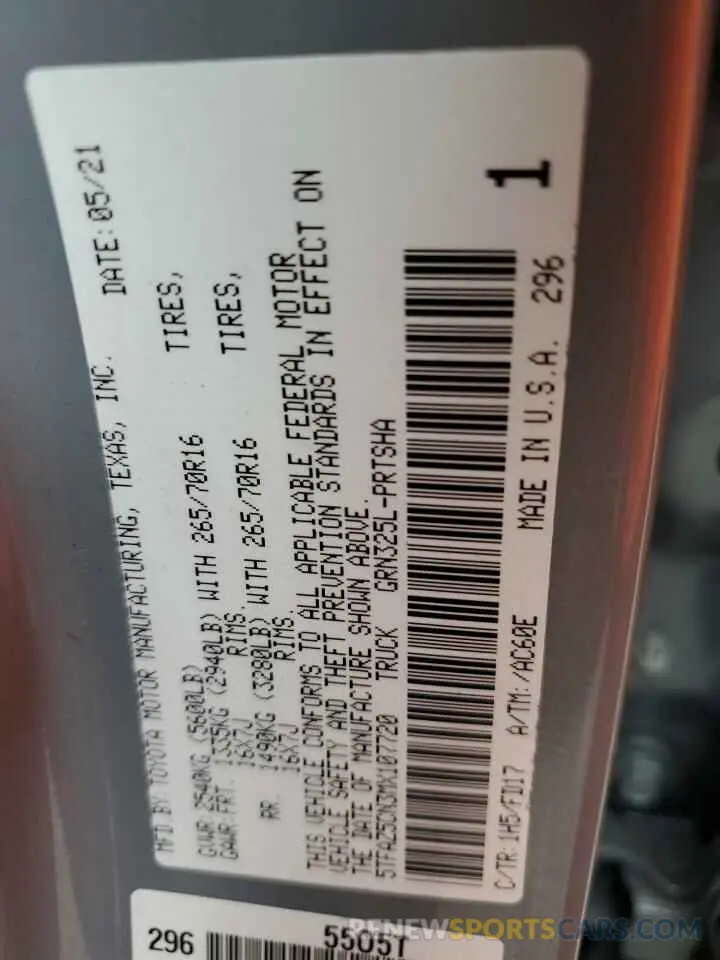 MFD BY TOYOTA MOTOR MANUFACTURING, TEXAS, INC. DATE: 05/21
GVWR: 2540KG (5600LB)
GAWR: FRT. 1335KG (2940LB) WITH 265/70R16 TIRES,
16X7J RIMS.
RR. 1490KG (3280LB) WITH 265/70R16 TIRES,
16X7J RIMS.
THIS VEHICLE CONFORMS TO ALL APPLICABLE FEDERAL MOTOR
VEHICLE SAFETY AND THEFT PREVENTION STANDARDS IN EFFECT ON
THE DATE OF MANUFACTURE SHOWN ABOVE.
5TFAZ5CN3MX107720 TRUCK GRN325L-PRTSHA
1
C/TR: 1H5/FD17 A/TM: /AC60E MADE IN U.S.A. 296
296 55051
RENEWSPORTSCARS.COM